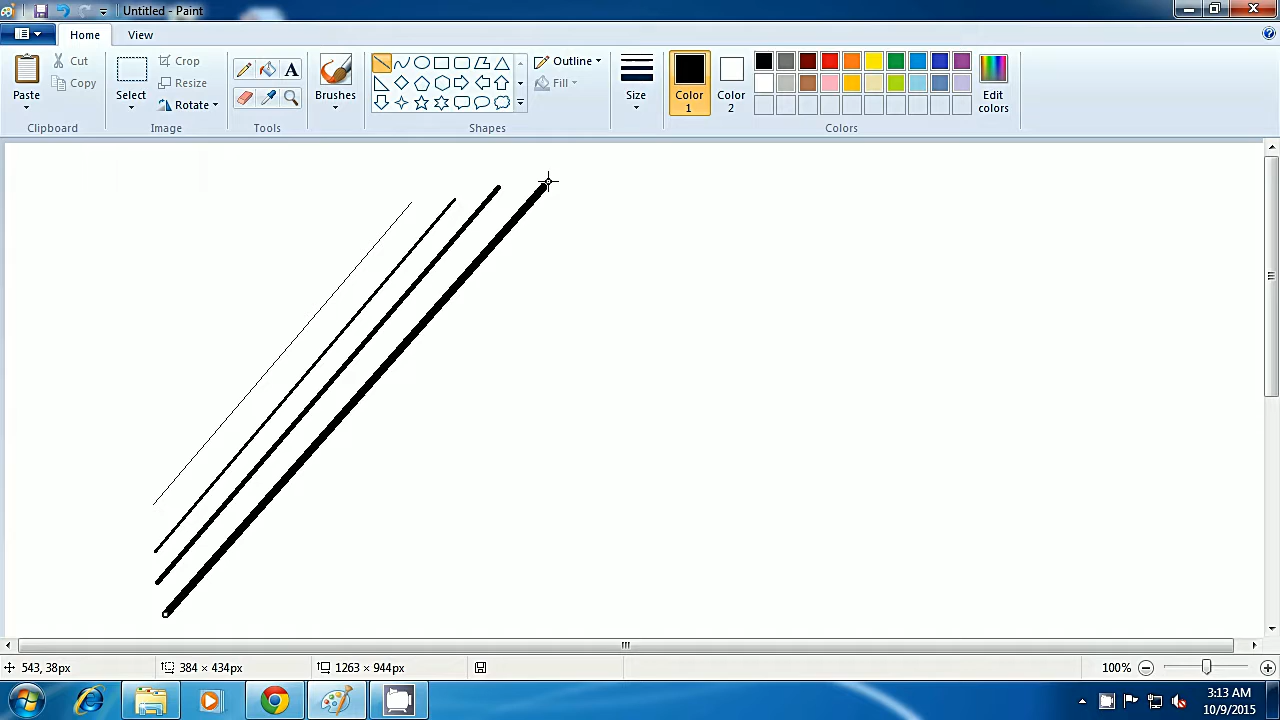 Untitled - Paint
Home View
Cut
Copy
Paste
Crop
Resize
Rotate
Select
A
Brushes
Outline
Fill
Size
Color 1
Color 2
Edit colors
Clipboard Image Tools Shapes Colors
543, 38px 384 × 434px 1263 × 944px 100%
3:13 AM
10/9/2015